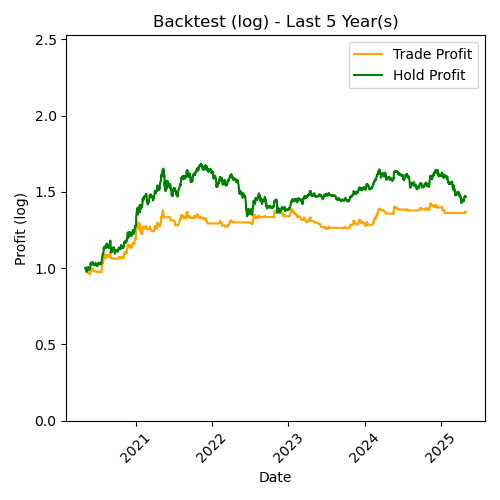 Backtest (log) - Last 5 Year(s)
2.5
2.0
1.5
1.0
0.5
0.0
Profit (log)
Trade Profit
Hold Profit
2021
2022
2023
2024
2025
Date